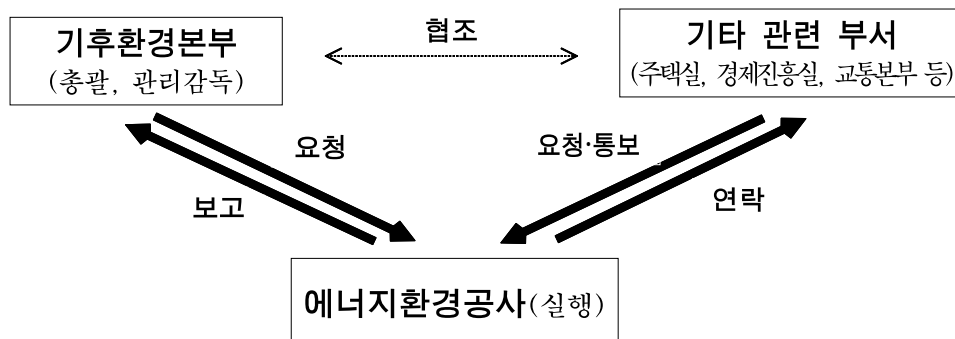 협조
기후환경본부
(총괄, 관리감독)
기타 관련 부서
(주택실, 경제진흥실, 교통본부 등)
요청
요청·통보
보고
연락
에너지환경공사(실행)